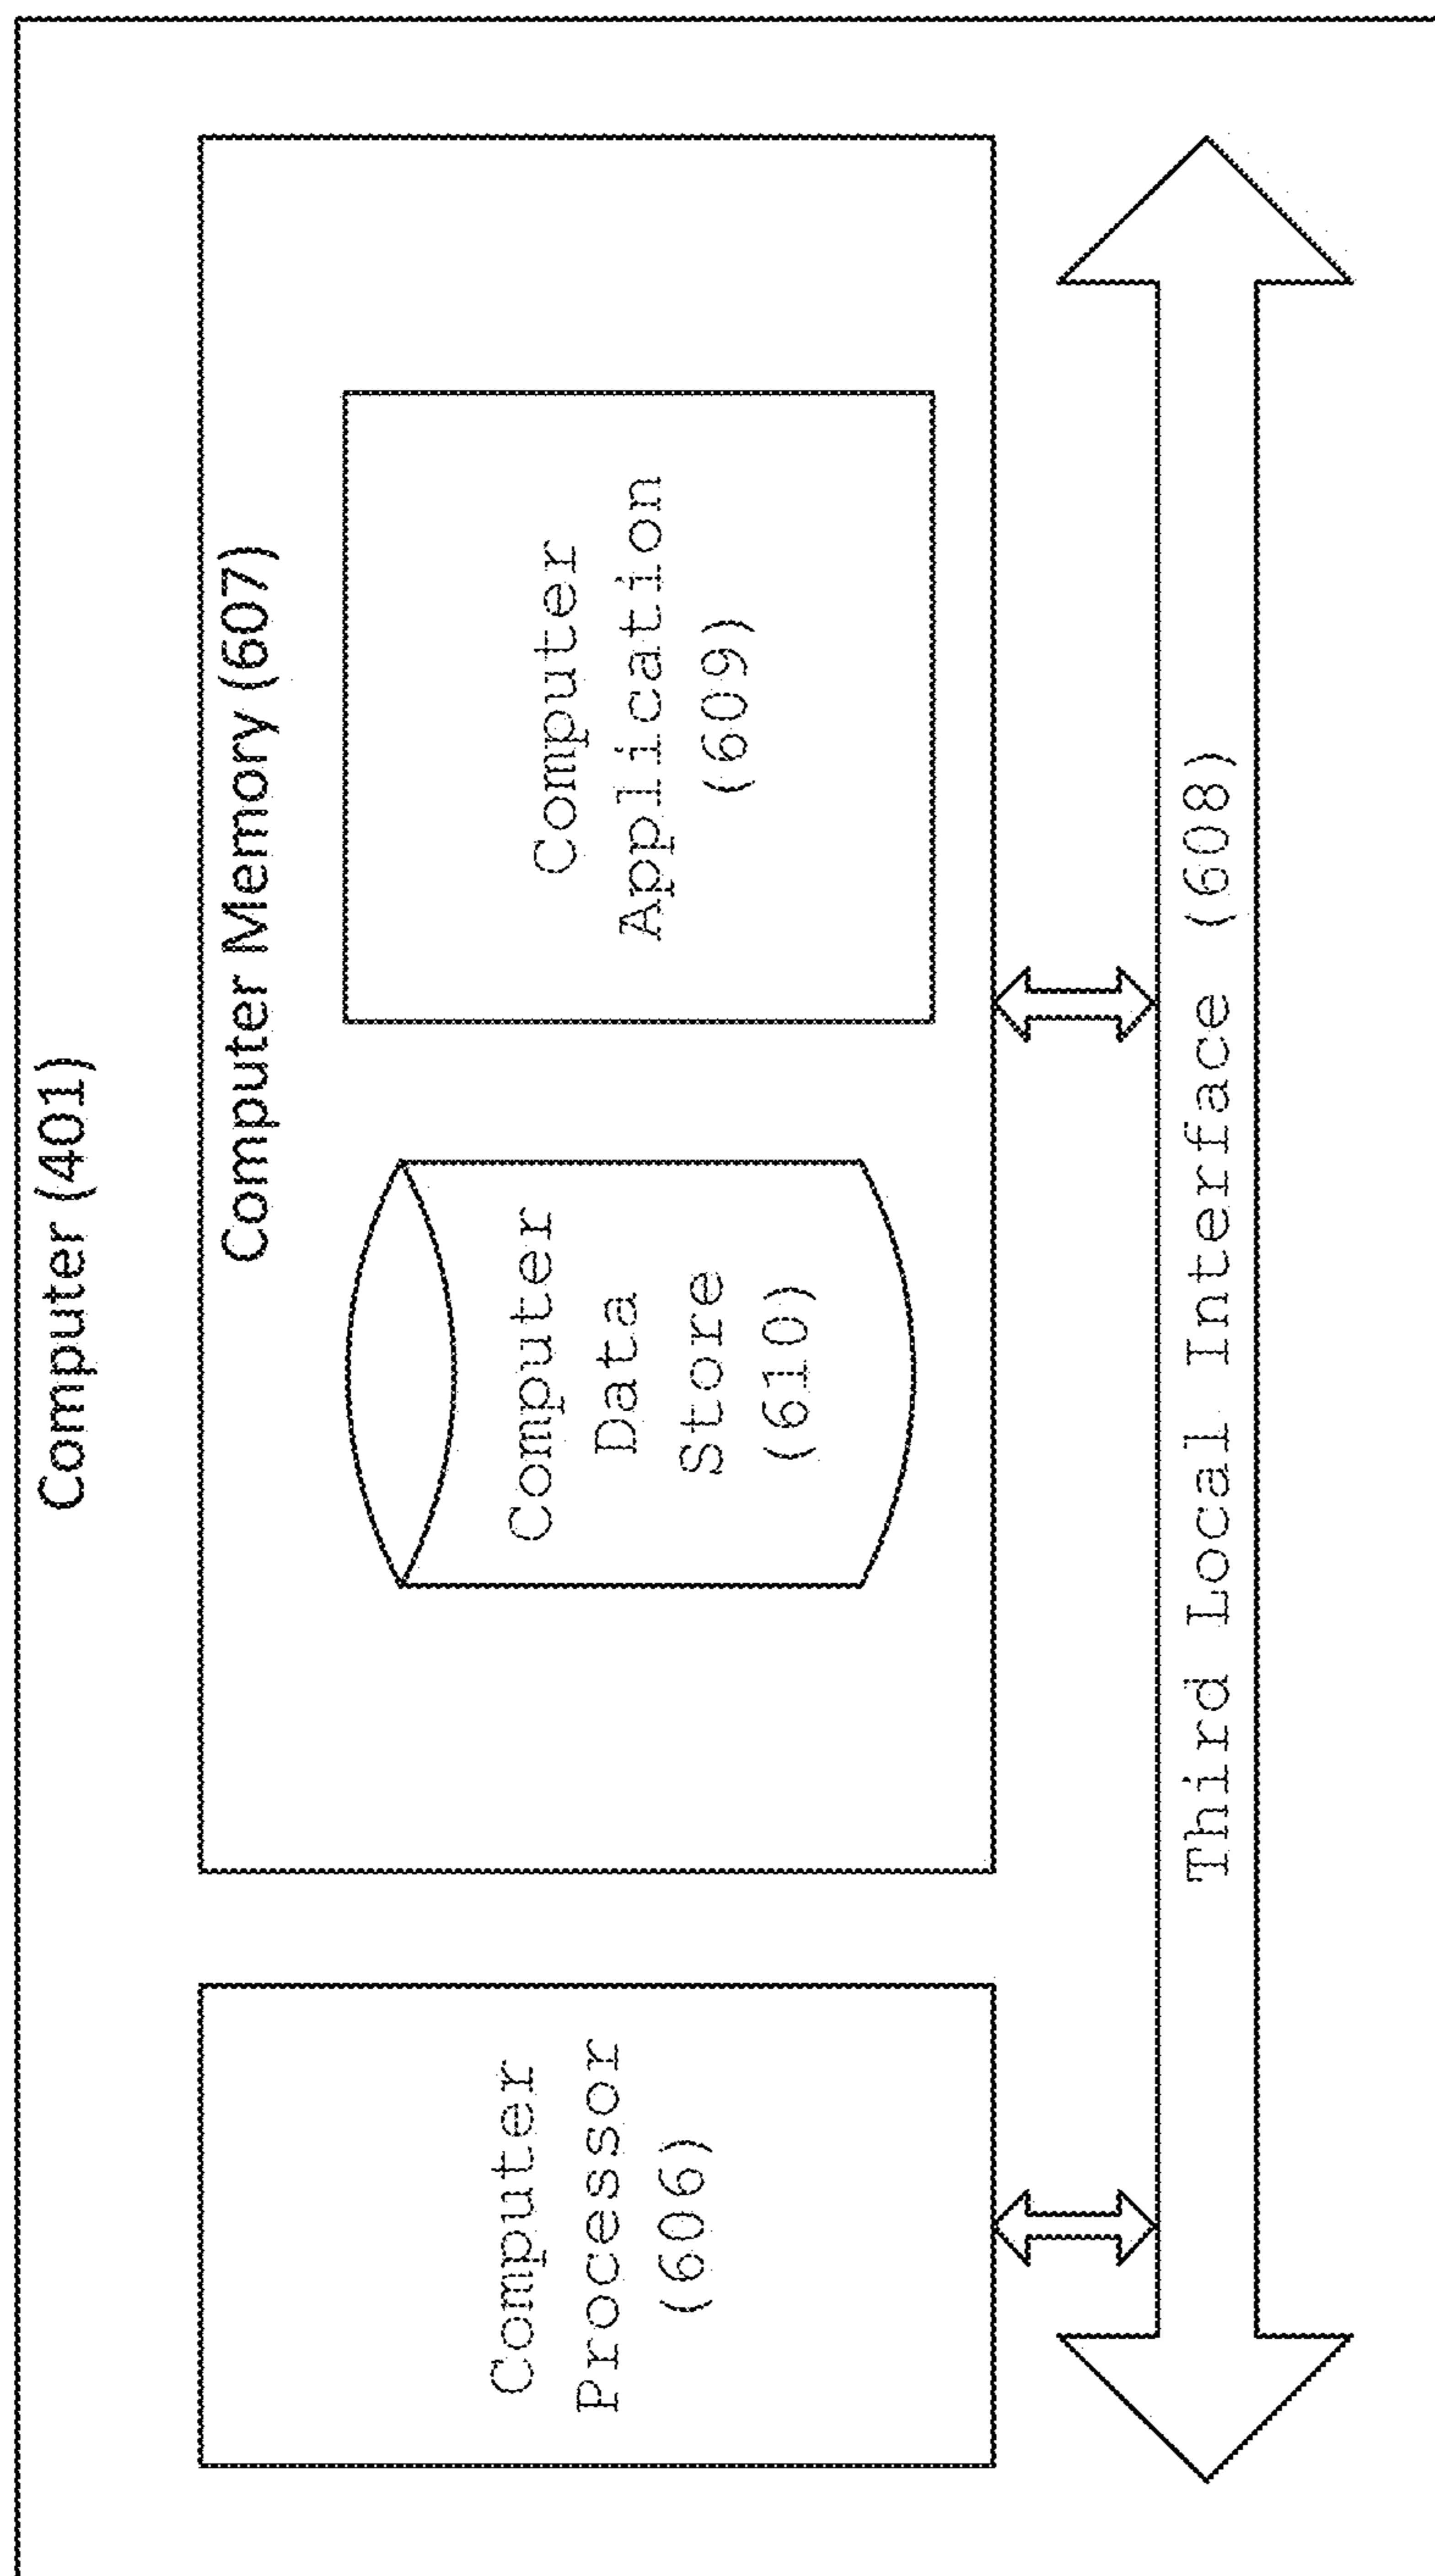 Computer (401)
Computer Memory (607)
Computer
Processor
(606)
Computer
Data
Store
(610)
Computer
Application
(609)
Third Local Interface (608)